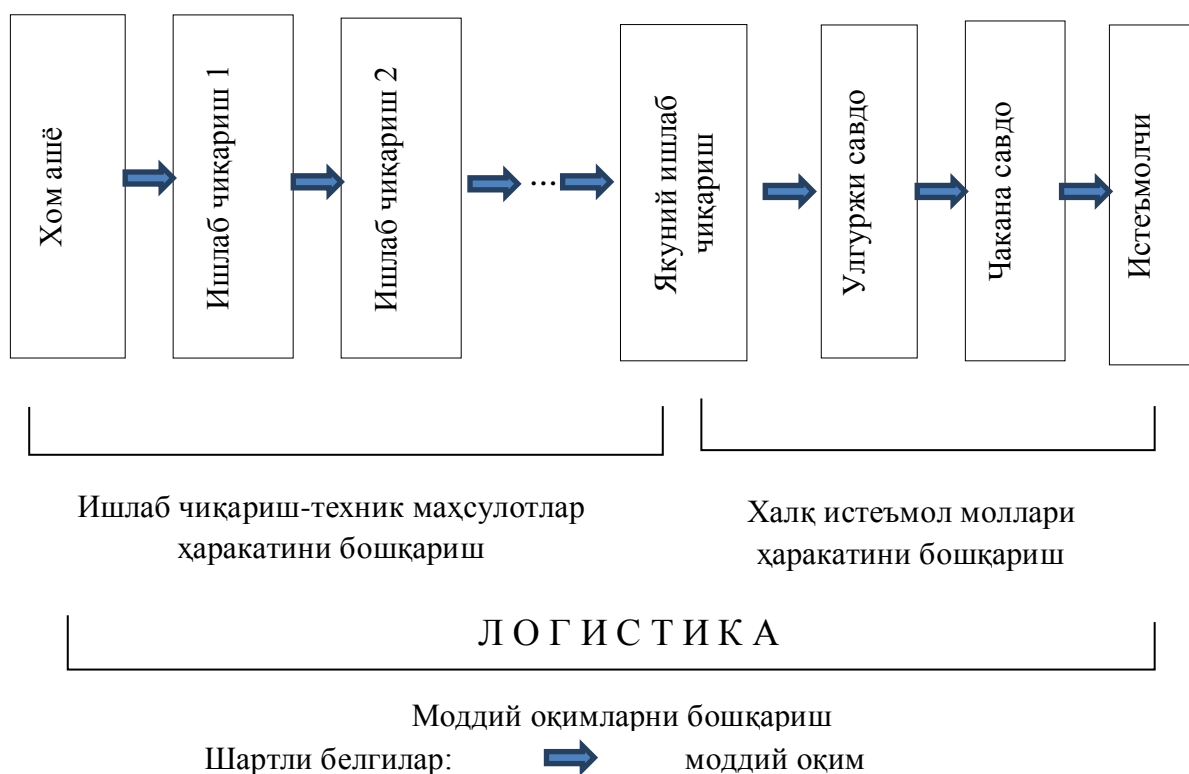 Хом ашё
Ишлаб чиқариш 1
Ишлаб чиқариш 2
...
Якуний ишлаб
чиқариш
Улгуржи савдо
Чакана савдо
Истеъмолчи
Ишлаб чиқариш-техник маҳсулотлар
ҳаракатини бошқариш
Халқ истеъмол моллари
ҳаракатини бошқариш
Л О Г И С Т И К А
Моддий оқимларни бошқариш
Шартли белгилар: моддий оқим